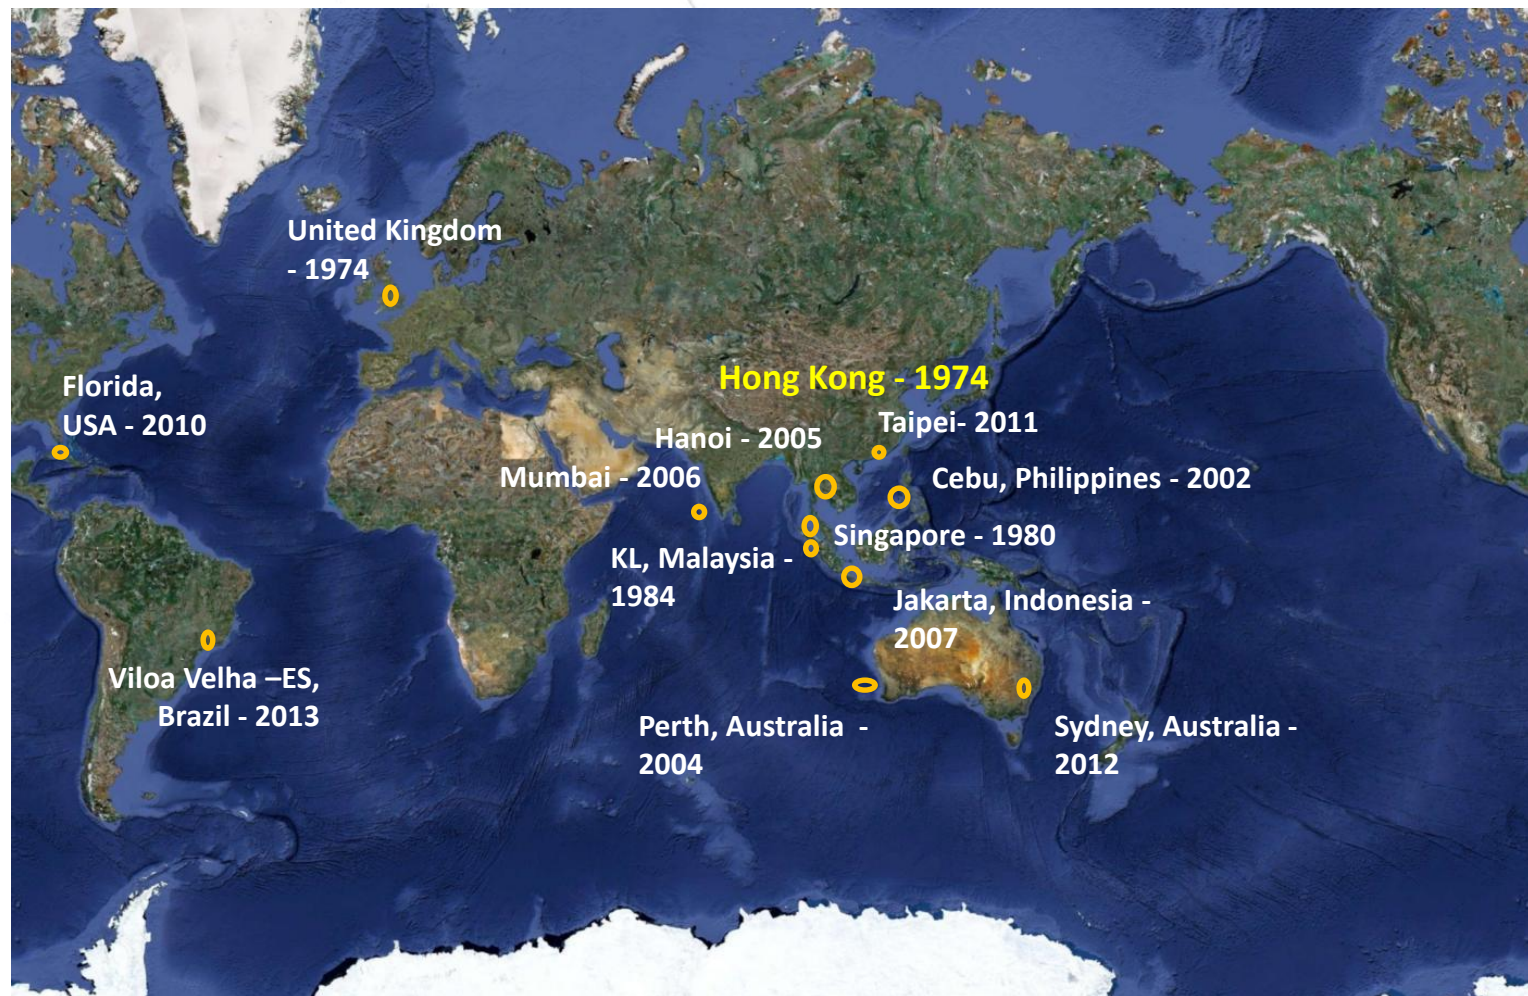 United Kingdom
- 1974
Hong Kong - 1974
Florida,
USA - 2010
Taipei- 2011
Hanoi - 2005
Mumbai - 2006
Cebu, Philippines - 2002
Singapore - 1980
KL, Malaysia -
1984
Jakarta, Indonesia -
2007
Viloa Velha –ES,
Brazil - 2013
Perth, Australia  -
2004
Sydney, Australia -
2012